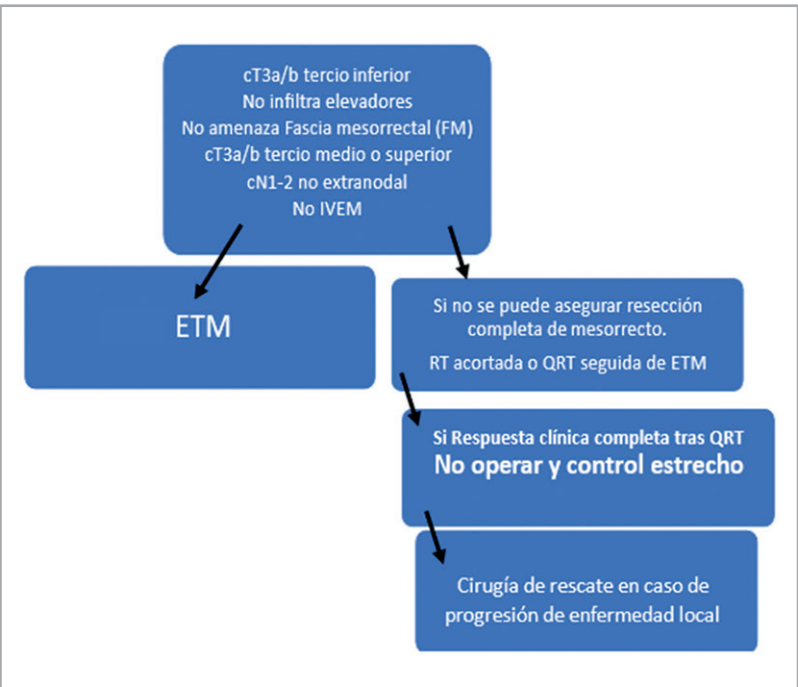 cT3a/b tercio inferior
No infiltra elevadores
No amenaza Fascia mesorrectal (FM)
cT3a/b tercio medio o superior
cN1-2 no extranodal
No IVEM
ETM
Si no se puede asegurar resección
completa de mesorrecto.
RT acortada o QRT seguida de ETM
Si Respuesta clínica completa tras QRT
No operar y control estrecho
Cirugía de rescate en caso de
progresión de enfermedad local